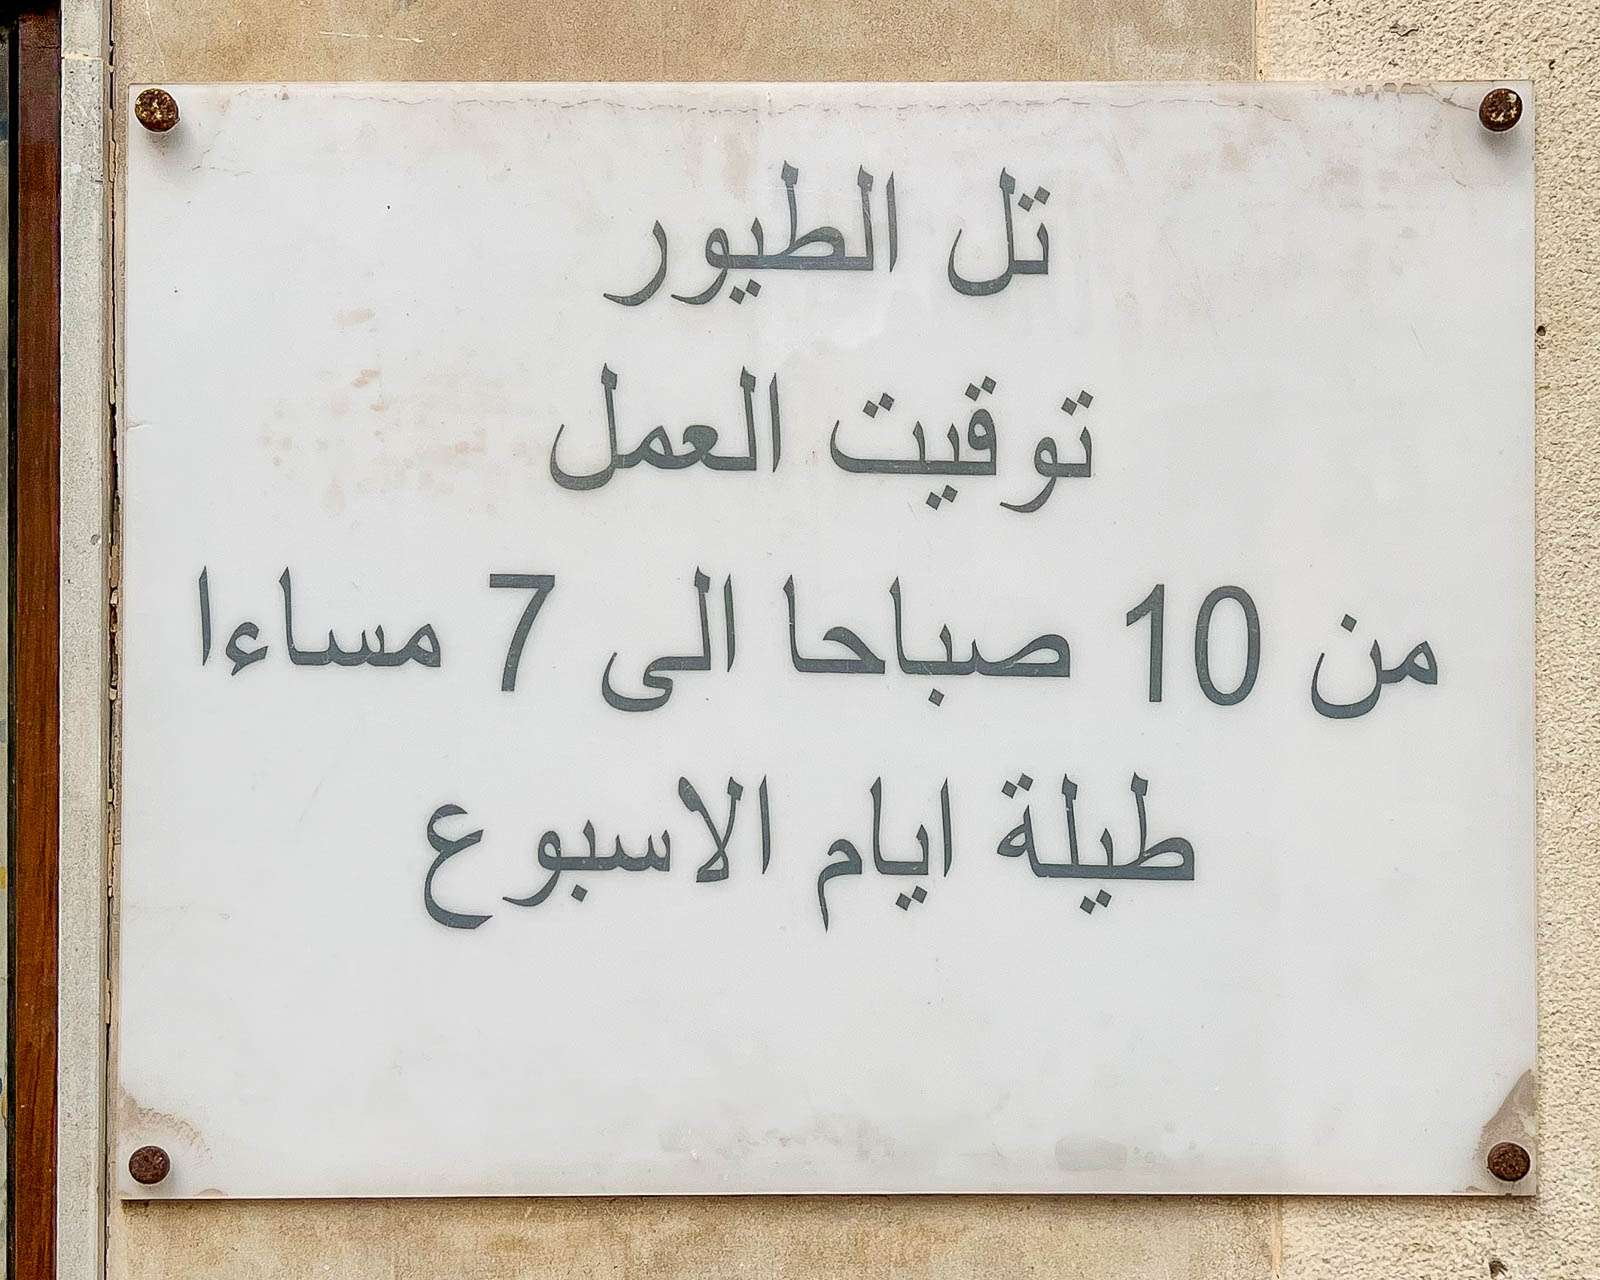 تل الطيور
توقيت العمل
من 10 صباحا الى 7 مساءا
طيلة ايام الاسبوع